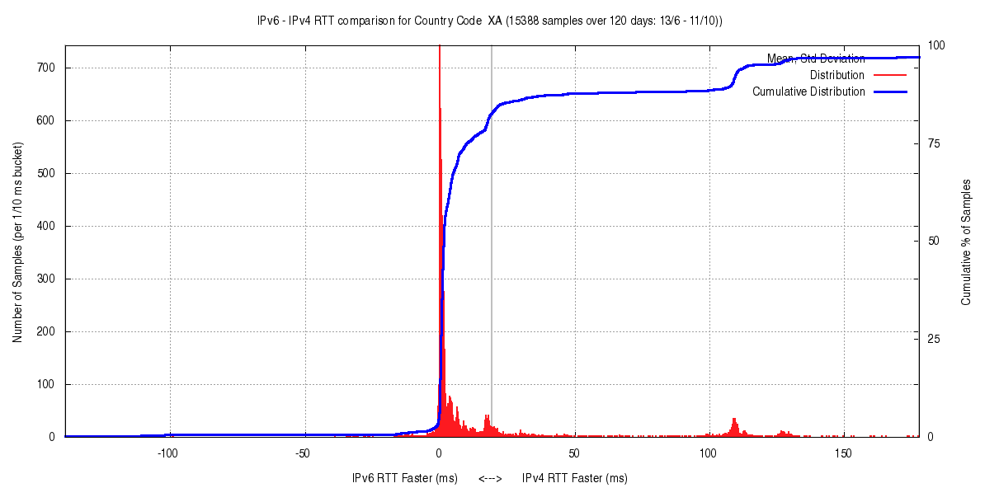 IPv6 - IPv4 RTT comparison for Country Code  XA (15388 samples over 120 days: 13/6 - 11/10))
Mean, Std Deviation
Distribution
Cumulative Distribution
Number of Samples (per 1/10 ms bucket)
700
600
500
400
300
200
100
0
100
75
50
25
0
Cumulative % of Samples
-100
-50
0
50
100
150
IPv6 RTT Faster (ms)    <--->    IPv4 RTT Faster (ms)